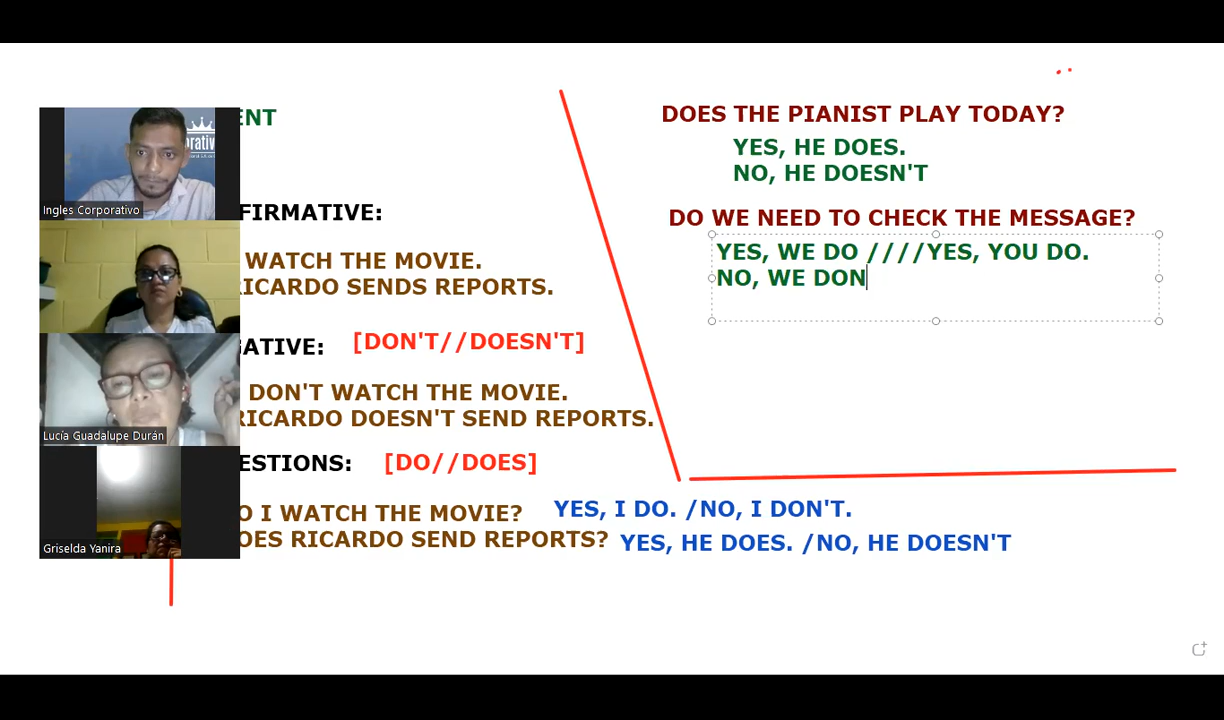 ENT
FIRMATIVE:
WATCH THE MOVIE.
RICARDO SENDS REPORTS.
GATIVE: [DON'T//DOESN'T]
DON'T WATCH THE MOVIE.
RICARDO DOESN'T SEND REPORTS.
ESTIONS: [DO//DOES]
O I WATCH THE MOVIE? YES, I DO. /NO, I DON'T.
OES RICARDO SEND REPORTS? YES, HE DOES. /NO, HE DOESN'T
DOES THE PIANIST PLAY TODAY?
YES, HE DOES.
NO, HE DOESN'T
DO WE NEED TO CHECK THE MESSAGE?
YES, WE DO ////YES, YOU DO.
NO, WE DON
Ingles Corporativo
Lucía Guadalupe Durán
Griselda Yanira